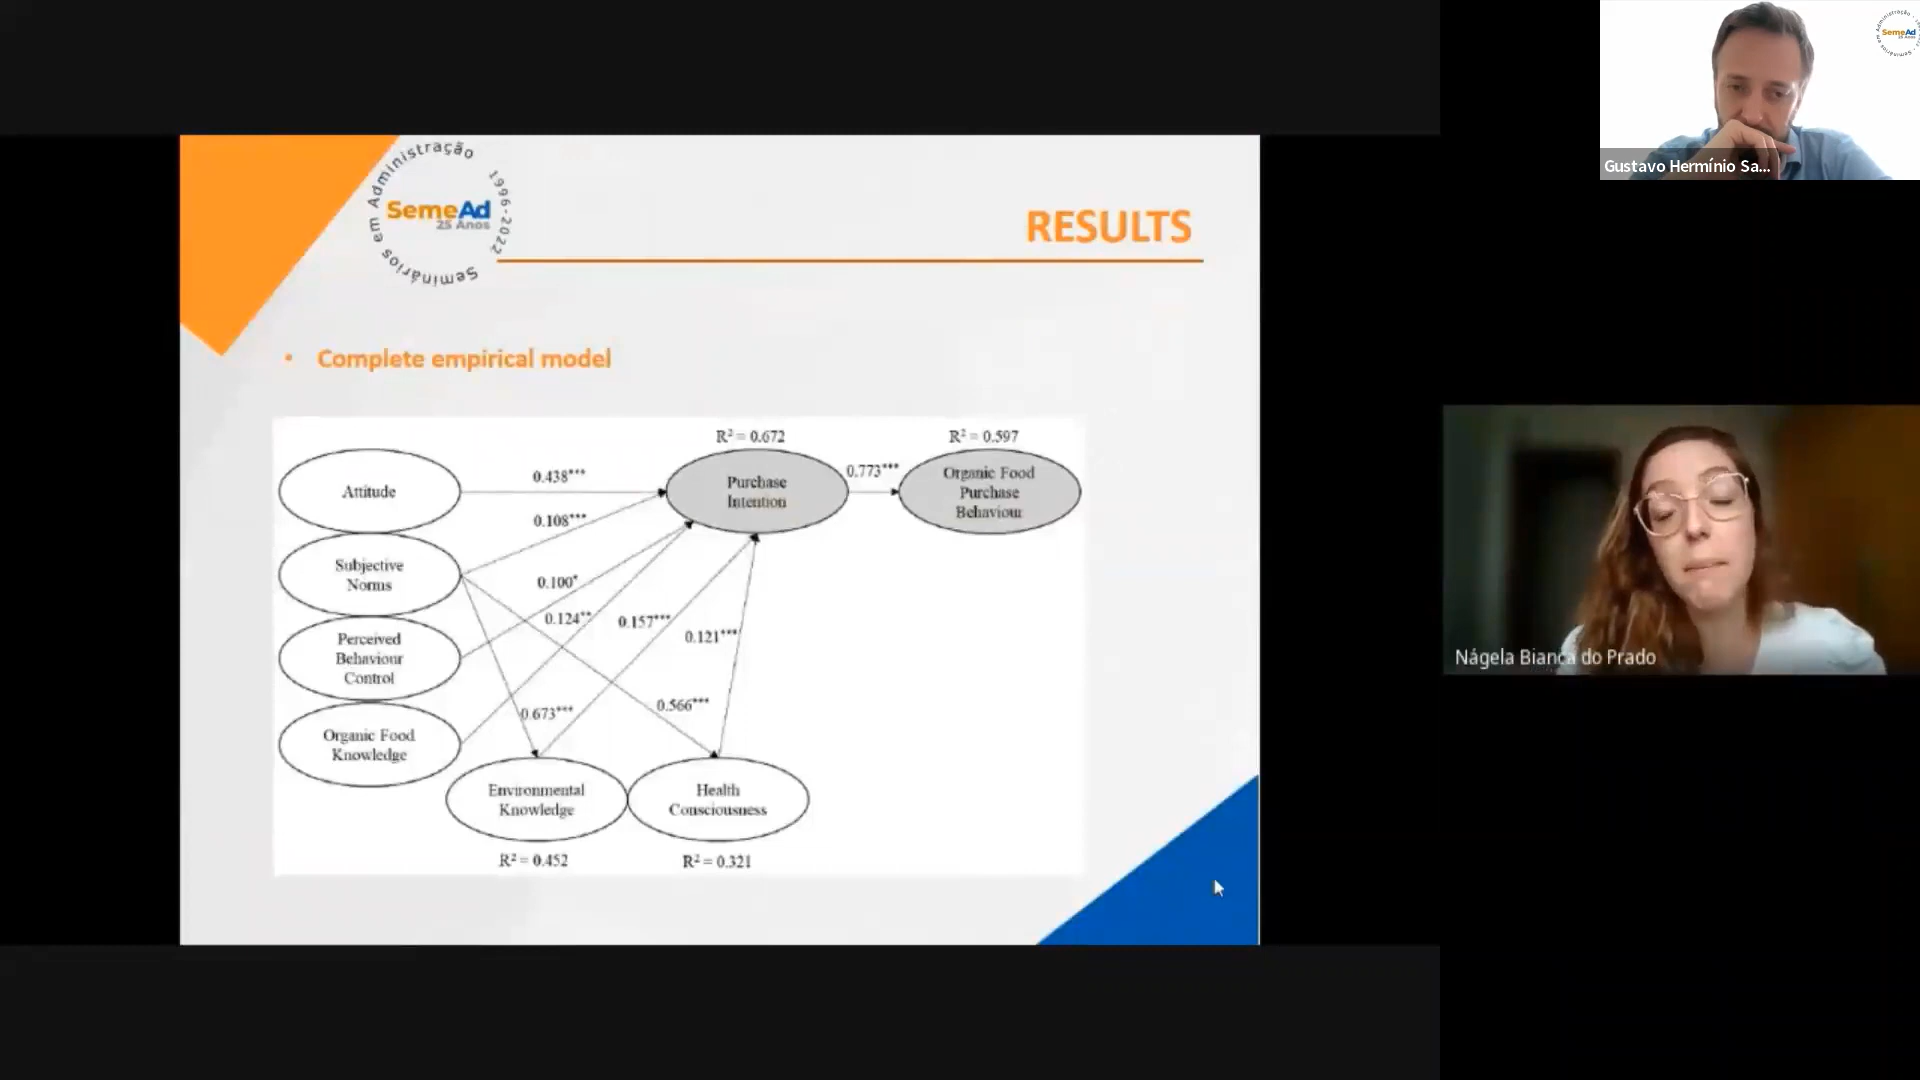 Seminários em Administração 1996-2022
SemeAd
25 Anos
RESULTS
• Complete empirical model
R² = 0.672
R² = 0.597
Attitude
0.438***
Purchase
Intention
0.773***
Organic Food
Purchase
Behaviour
0.108***
Subjective
Norms
0.100*
0.124**
0.157***
0.121***
Perceived
Behaviour
Control
0.673***
0.566***
Organic Food
Knowledge
Environmental
Knowledge
Health
Consciousness
R² = 0.452
R² = 0.321
SemeAd
25 Anos
Gustavo Hermínio Sa...
Nágela Bianca do Prado